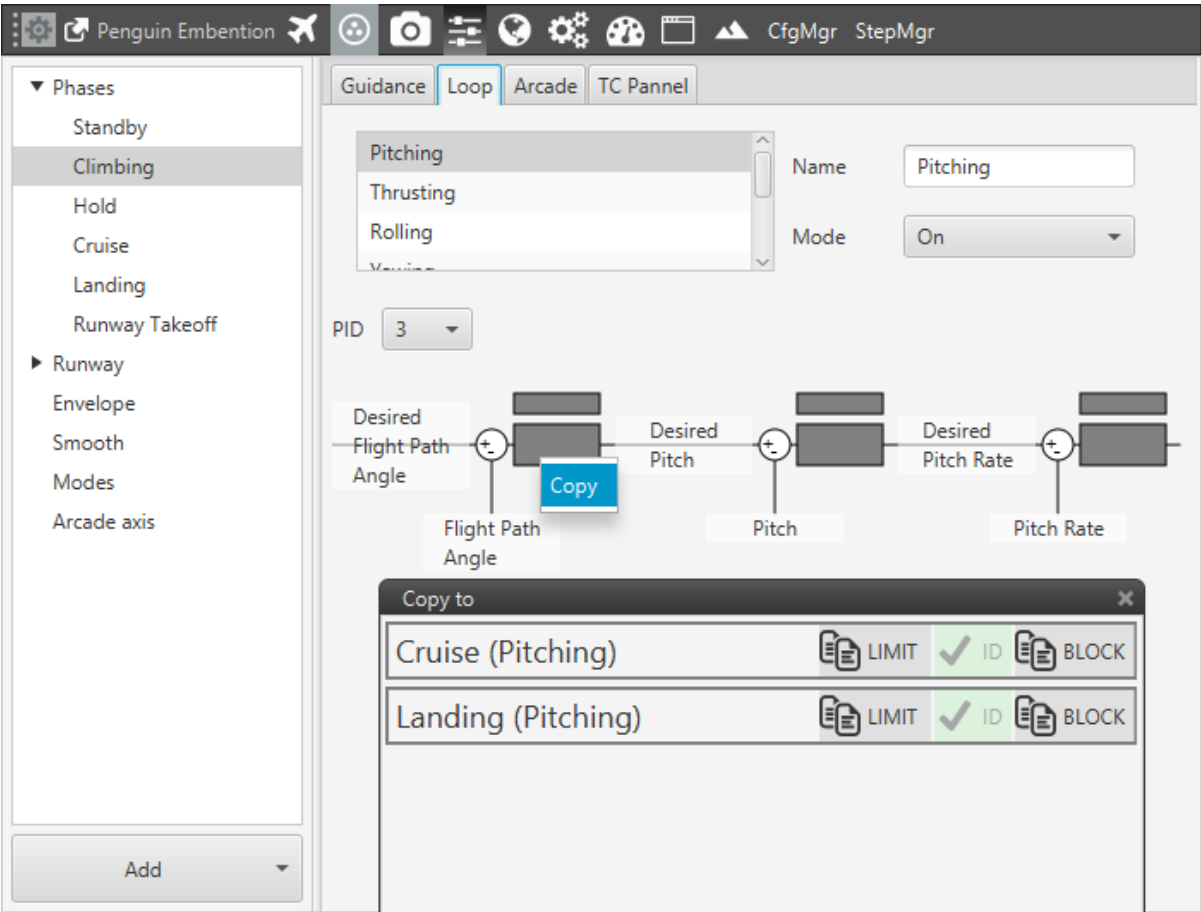 Penguin Embention CfgMgr StepMgr
Phases
Standby
Climbing
Hold
Cruise
Landing
Runway Takeoff
Runway
Envelope
Smooth
Modes
Arcade axis
Add
Guidance Loop Arcade TC Pannel
Pitching
Thrusting
Rolling
Yawing
Name Pitching
Mode On
PID 3
Desired
Flight Path
Angle
Flight Path
Angle
Copy
Desired
Pitch
Pitch
Desired
Pitch Rate
Pitch Rate
Copy to
Cruise (Pitching) LIMIT ID BLOCK
Landing (Pitching) LIMIT ID BLOCK